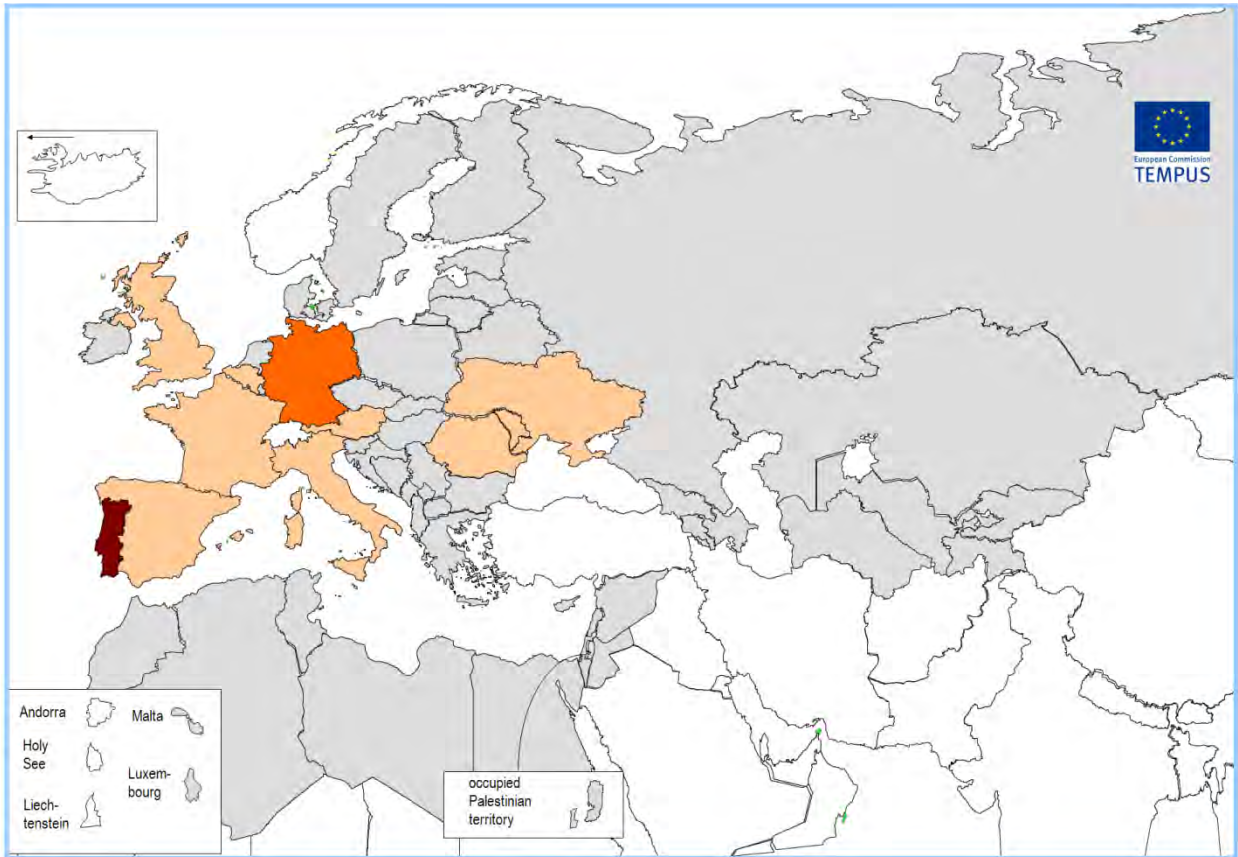 European Commission
TEMPUS
Andorra
Malta
Holy
See
Luxem-
bourg
Liech-
tenstein
occupied
Palestinian
territory